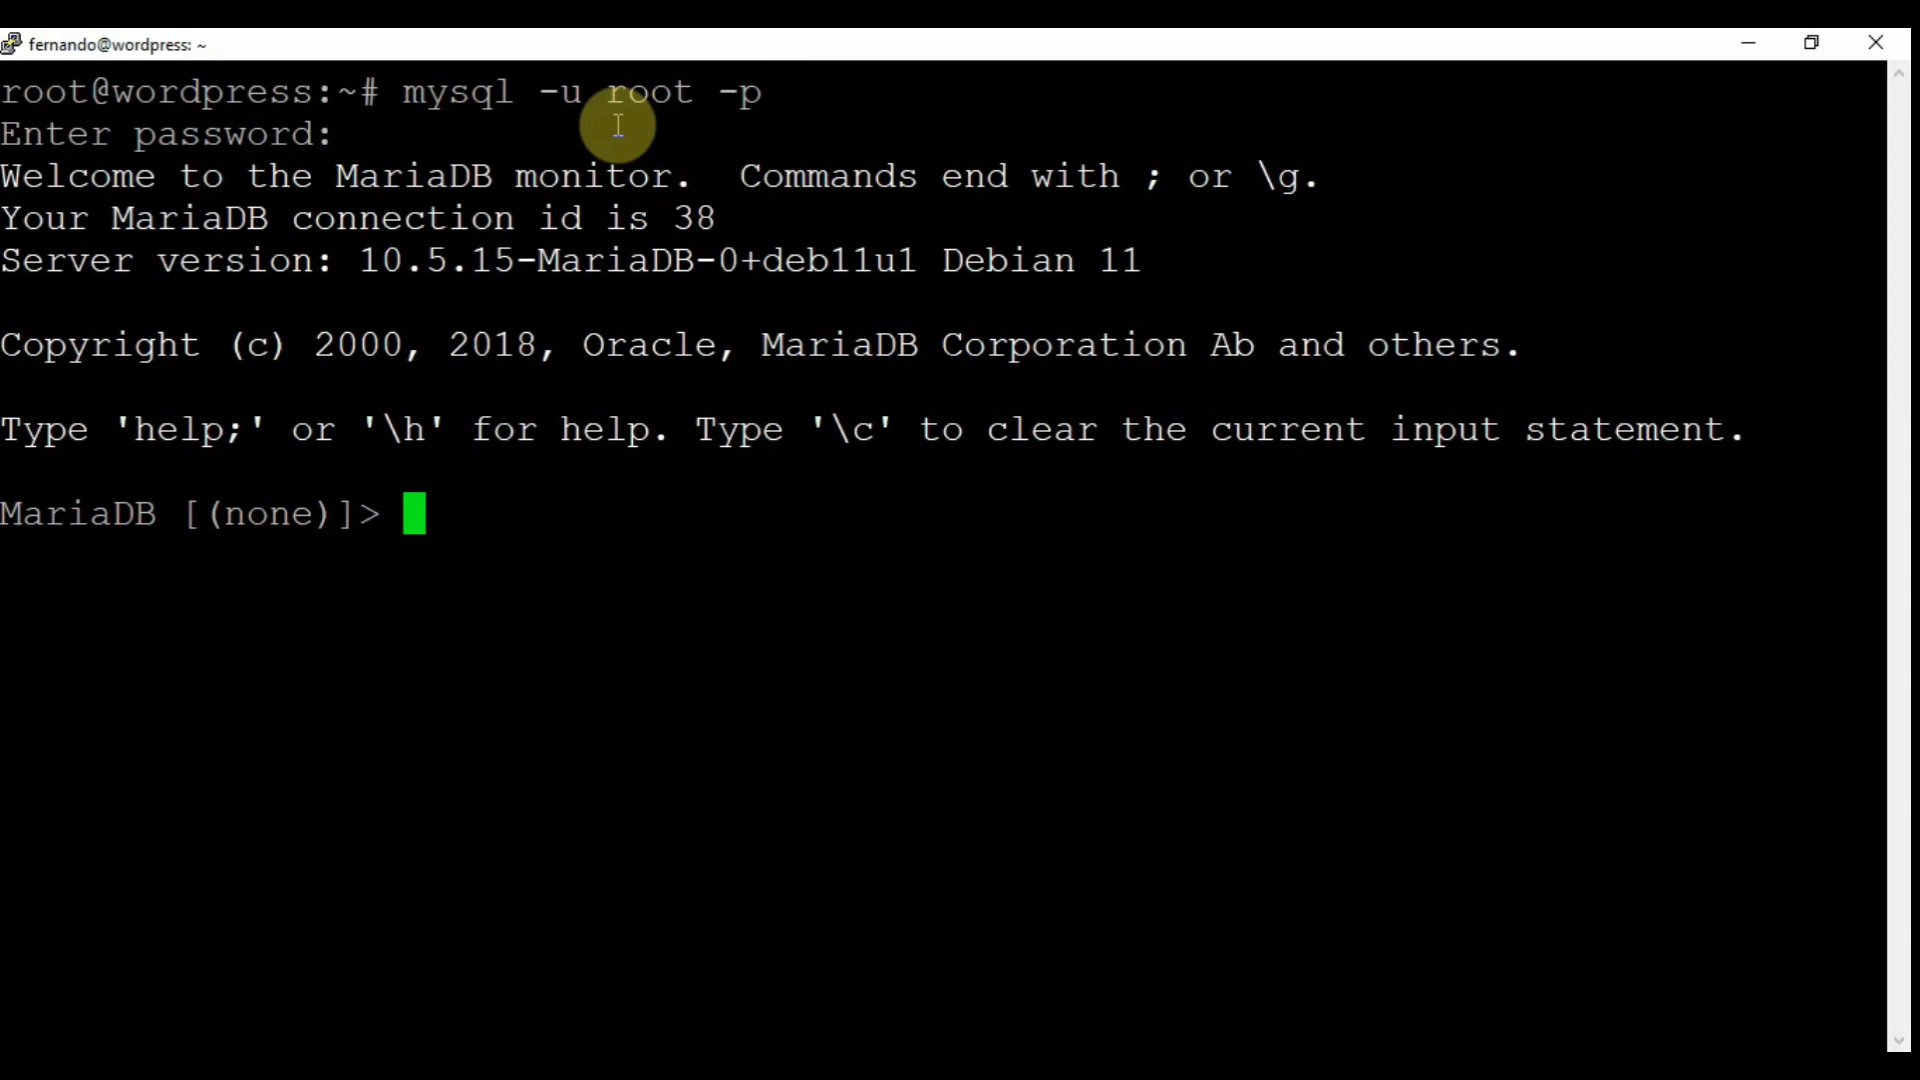 fernando@wordpress: ~
root@wordpress:~# mysql -u root -p
Enter password:
Welcome to the MariaDB monitor.  Commands end with ; or \g.
Your MariaDB connection id is 38
Server version: 10.5.15-MariaDB-0+deb11u1 Debian 11
Copyright (c) 2000, 2018, Oracle, MariaDB Corporation Ab and others.
Type 'help;' or '\h' for help. Type '\c' to clear the current input statement.
MariaDB [(none)]>